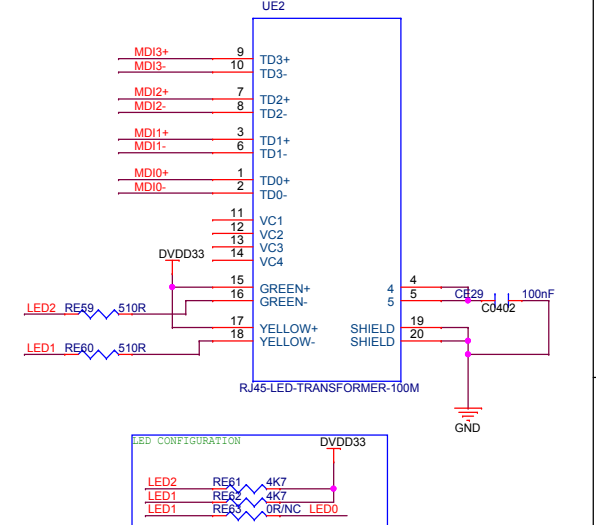 UE2
MDI3+ 9 TD3+
MDI3- 10 TD3-
MDI2+ 7 TD2+
MDI2- 8 TD2-
MDI1+ 3 TD1+
MDI1- 6 TD1-
MDI0+ 1 TD0+
MDI0- 2 TD0-
11 VC1
12 VC2
13 VC3
14 VC4
DVDD33
15 GREEN+ 4 4
16 GREEN- 5 5 CE29 100nF
C0402
LED2 RE59 510R
17 YELLOW+ SHIELD 19
18 YELLOW- SHIELD 20
LED1 RE60 510R
RJ45-LED-TRANSFORMER-100M
GND
LED CONFIGURATION DVDD33
LED2 RE61 4K7
LED1 RE62 4K7
LED1 RE63 0R/NC LED0